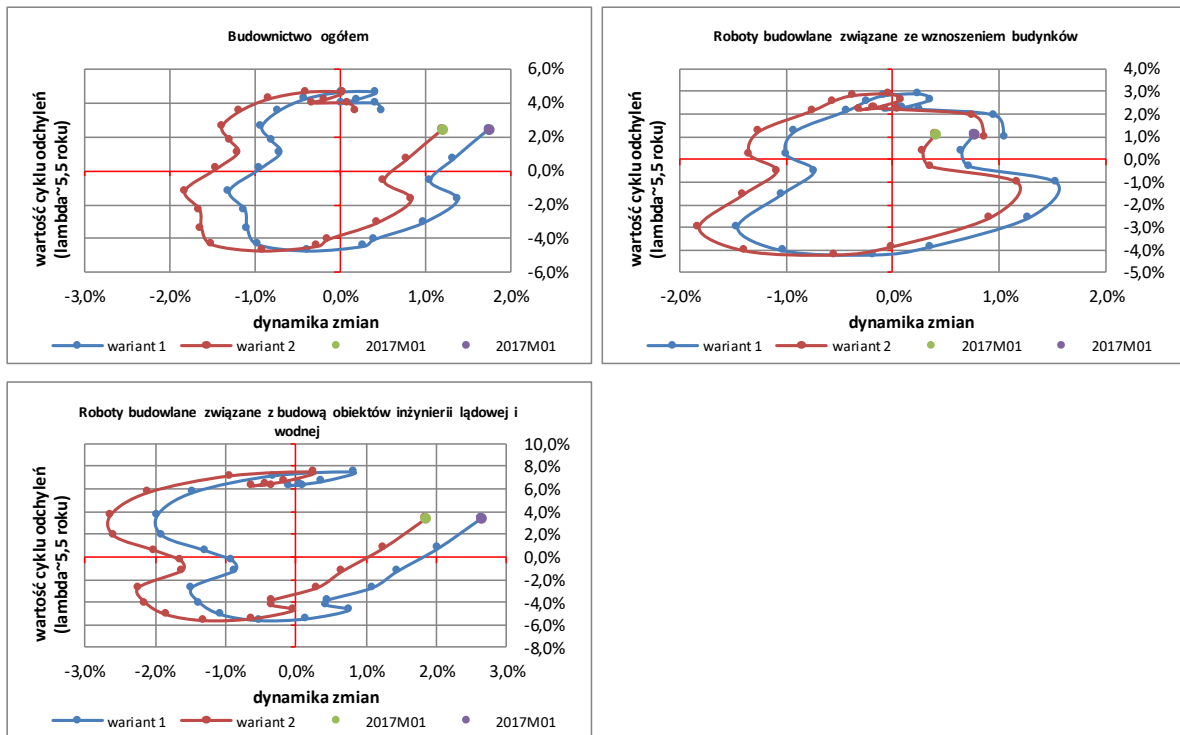 Budownictwo ogółem
6,0%
4,0%
2,0%
0,0%
-2,0%
-4,0%
-6,0%
wartość cyklu odchyleń
(lambda~5,5 roku)
-3,0% -2,0% -1,0% 0,0% 1,0% 2,0%
dynamika zmian
wariant 1 wariant 2 2017M01 2017M01
Roboty budowlane związane ze wznoszeniem budynków
4,0%
3,0%
2,0%
1,0%
0,0%
-1,0%
-2,0%
-3,0%
-4,0%
-5,0%
wartość cyklu odchyleń
(lambda~5,5 roku)
-2,0% -1,0% 0,0% 1,0% 2,0%
dynamika zmian
wariant 1 wariant 2 2017M01 2017M01
Roboty budowlane związane z budową obiektów inżynierii lądowej i
wodnej
10,0%
8,0%
6,0%
4,0%
2,0%
0,0%
-2,0%
-4,0%
-6,0%
-8,0%
wartość cyklu odchyleń
(lambda~5,5 roku)
-3,0% -2,0% -1,0% 0,0% 1,0% 2,0% 3,0%
dynamika zmian
wariant 1 wariant 2 2017M01 2017M01